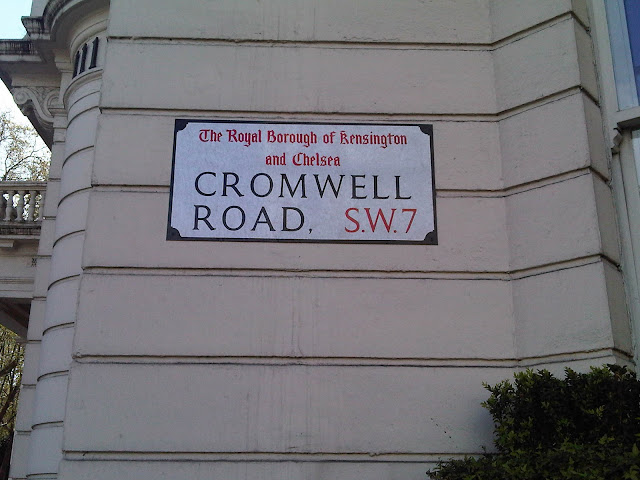 The Royal Borough of Kensington
and Chelsea
CROMWELL
ROAD, S.W.7